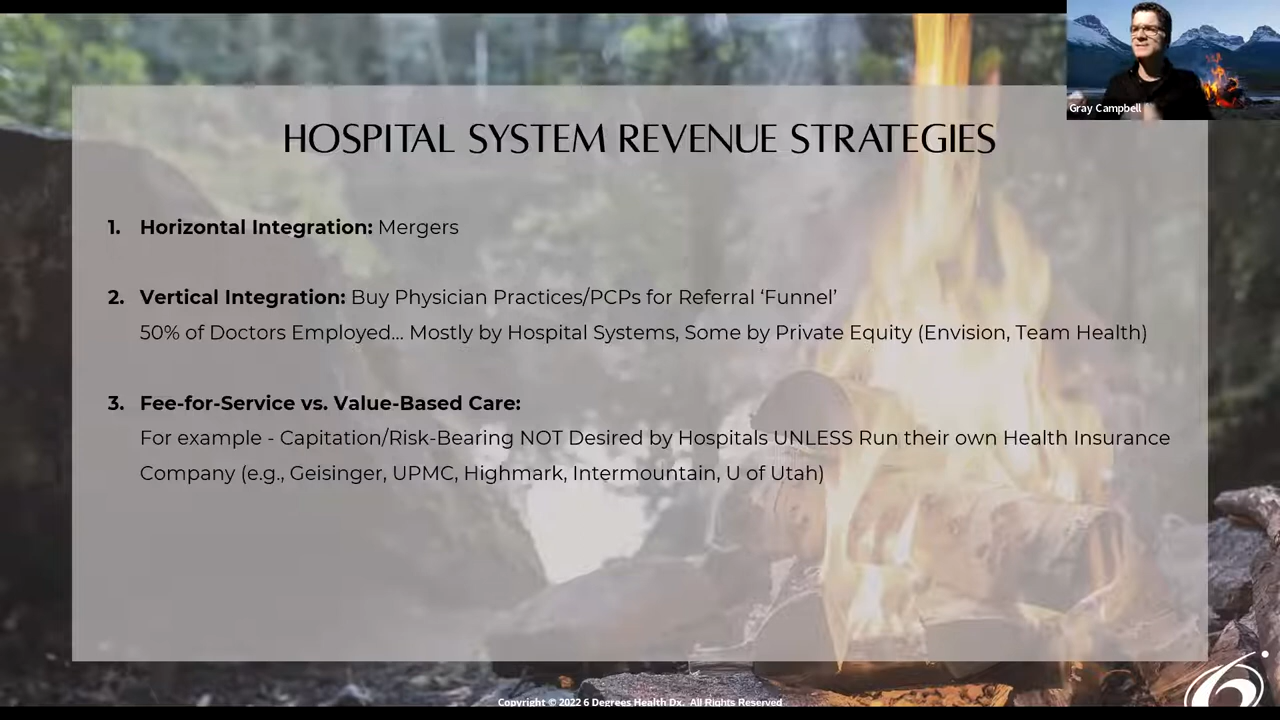 Gray Campbell
HOSPITAL SYSTEM REVENUE STRATEGIES
1. Horizontal Integration: Mergers
2. Vertical Integration: Buy Physician Practices/PCPs for Referral ‘Funnel’
50% of Doctors Employed... Mostly by Hospital Systems, Some by Private Equity (Envision, Team Health)
3. Fee-for-Service vs. Value-Based Care:
For example - Capitation/Risk-Bearing NOT Desired by Hospitals UNLESS Run their own Health Insurance
Company (e.g., Geisinger, UPMC, Highmark, Intermountain, U of Utah)
6
Copyright © 2022 6 Degrees Health Dx. All Rights Reserved